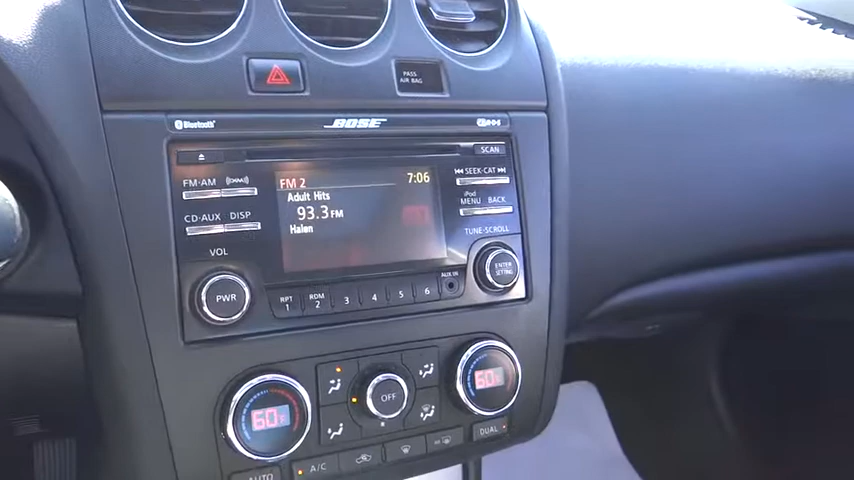 PASS
AIR BAG
Bluetooth
BOSE
SCAN
FM·AM
FM 2
7:06
SEEK·CAT
Adult Hits
93.3 FM
iPod
MENU
BACK
CD·AUX
DISP
Halen
TUNE·SCROLL
VOL
AUX IN
ENTER
SETTING
PWR
RPT
1
RDM
2
3
4
5
6
OFF
60°F
60°F
DUAL
A/C
AUTO